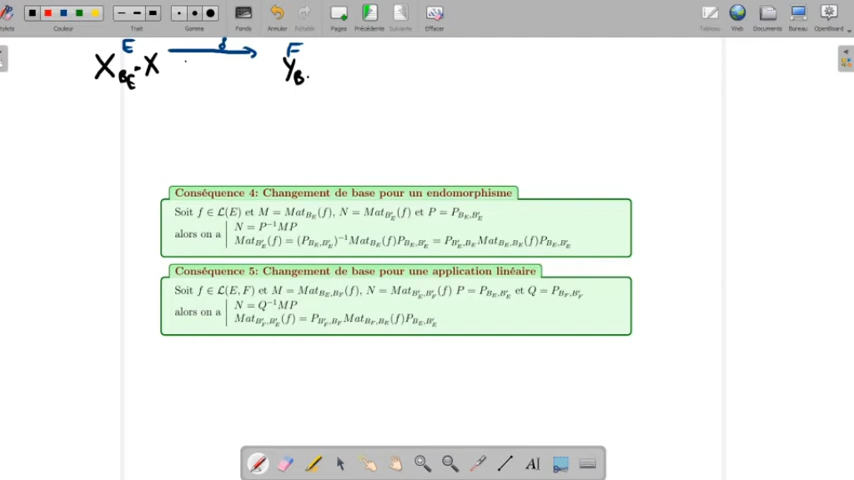 Couleur Trait Gomme Fonds Annuler Rétablir Pages Précédente Suivante Effacer Tableau Web Documents Bureau OpenBoard
E F
X_{B_E} = X Y_B.
Conséquence 4: Changement de base pour un endomorphisme
Soit f ∈ L(E) et M = Mat_{B_E}(f), N = Mat_{B'_E}(f) et P = P_{B_E,B'_E}
N = P^{-1}MP
alors on a
Mat_{B'_E}(f) = (P_{B_E,B'_E})^{-1}Mat_{B_E}(f)P_{B_E,B'_E} = P_{B'_E,B_E}Mat_{B_E,B_E}(f)P_{B_E,B'_E}
Conséquence 5: Changement de base pour une application linéaire
Soit f ∈ L(E, F) et M = Mat_{B_E,B_F}(f), N = Mat_{B'_E,B'_F}(f) P = P_{B_E,B'_E} et Q = P_{B_F,B'_F}
N = Q^{-1}MP
alors on a
Mat_{B'_F,B'_E}(f) = P_{B'_F,B_F}Mat_{B_F,B_E}(f)P_{B_E,B'_E}
AI